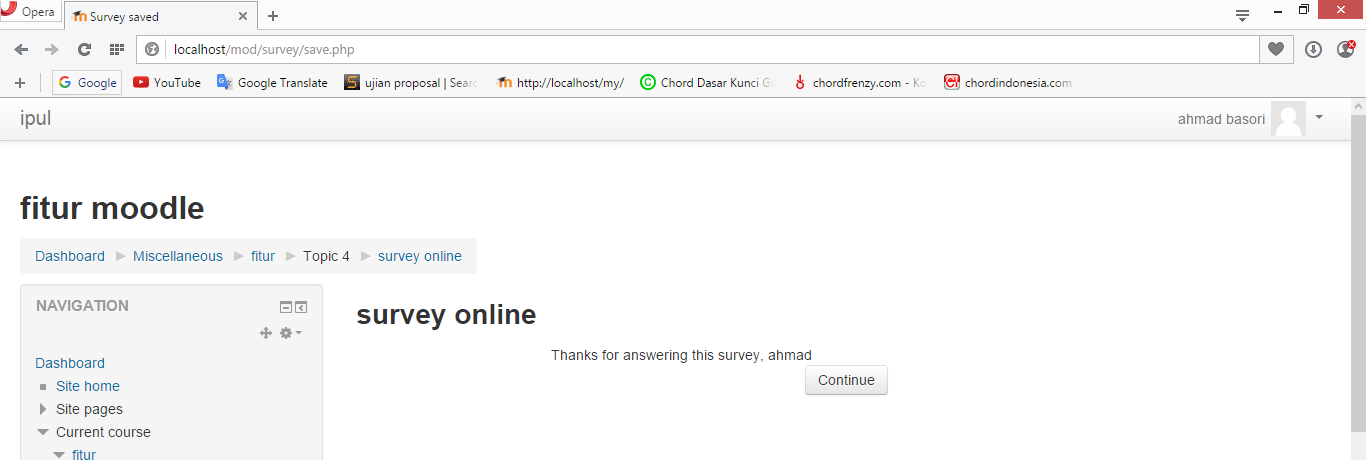 Opera
Survey saved
localhost/mod/survey/save.php
Google
YouTube
Google Translate
ujian proposal | Sear
http://localhost/my/
Chord Dasar Kunci G
chordfrenzy.com - Ko
chordindonesia.com -
ipul
ahmad basori
fitur moodle
Dashboard Miscellaneous fitur Topic 4 survey online
NAVIGATION
Dashboard
Site home
Site pages
Current course
fitur
survey online
Thanks for answering this survey, ahmad
Continue